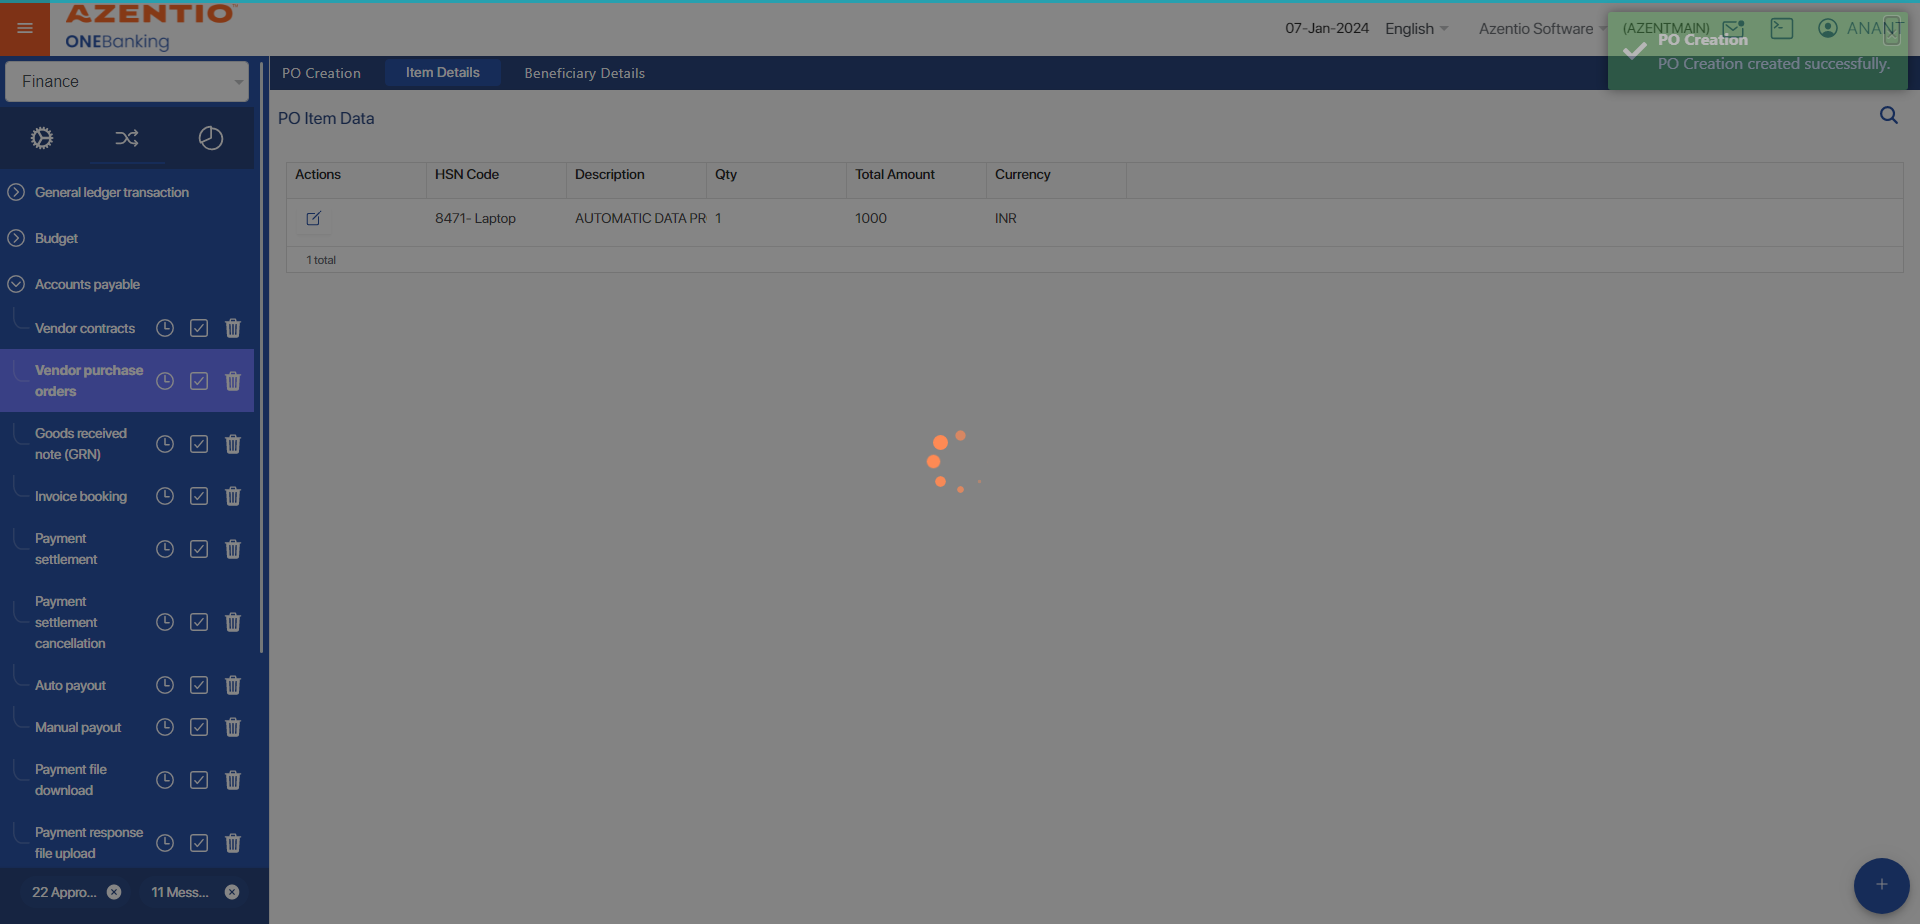 AZENTIO™
ONEBanking
07-Jan-2024
English
Azentio Software
(AZENTMAIN)
ANANT
PO Creation
PO Creation created successfully.
Finance
PO Creation
Item Details
Beneficiary Details
PO Item Data
Actions
HSN Code
Description
Qty
Total Amount
Currency
8471- Laptop
AUTOMATIC DATA PR
1
1000
INR
1 total
General ledger transaction
Budget
Accounts payable
Vendor contracts
Vendor purchase
orders
Goods received
note (GRN)
Invoice booking
Payment
settlement
Payment
settlement
cancellation
Auto payout
Manual payout
Payment file
download
Payment response
file upload
22 Appro...
11 Mess...